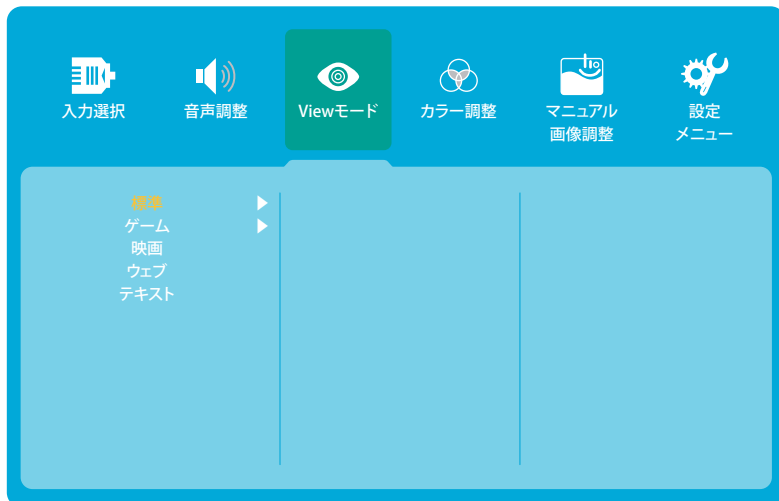 入力選択
音声調整
Viewモード
カラー調整
マニュアル
画像調整
設定
メニュー
標準
ゲーム
映画
ウェブ
テキスト